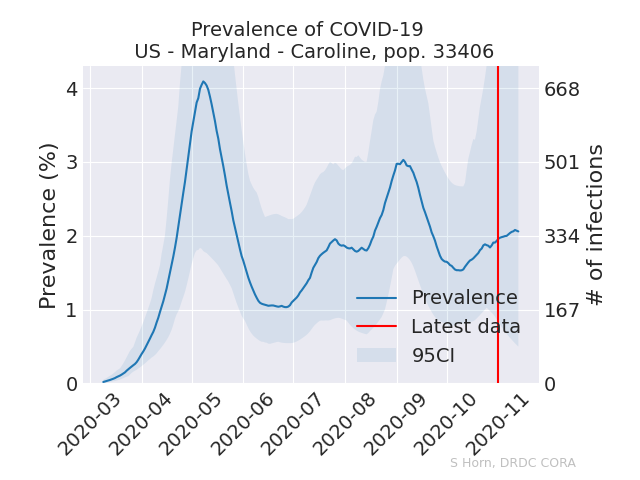 Prevalence of COVID-19
US - Maryland - Caroline, pop. 33406
Prevalence (%)
4
3
2
1
0
668
501
334
167
0
# of infections
Prevalence
Latest data
95CI
2020-03
2020-04
2020-05
2020-06
2020-07
2020-08
2020-09
2020-10
2020-11
S Horn, DRDC CORA